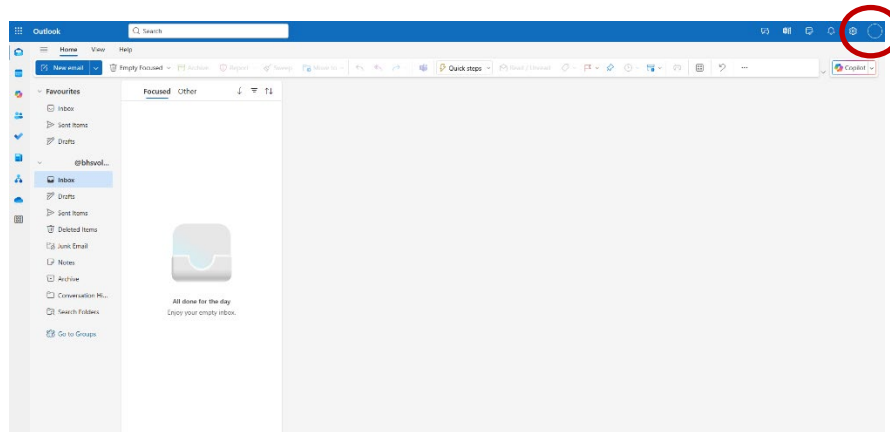 Outlook
Search
Home View Help
New email
Empty Focused
Archive
Report
Sweep
Move to
Quick steps
Read / Unread
Copilot
Favourites
Inbox
Sent Items
Drafts
@bhsvol...
Inbox
Drafts
Sent Items
Deleted Items
Junk Email
Notes
Archive
Conversation Hi...
Search Folders
Go to Groups
Focused Other
All done for the day
Enjoy your empty inbox.